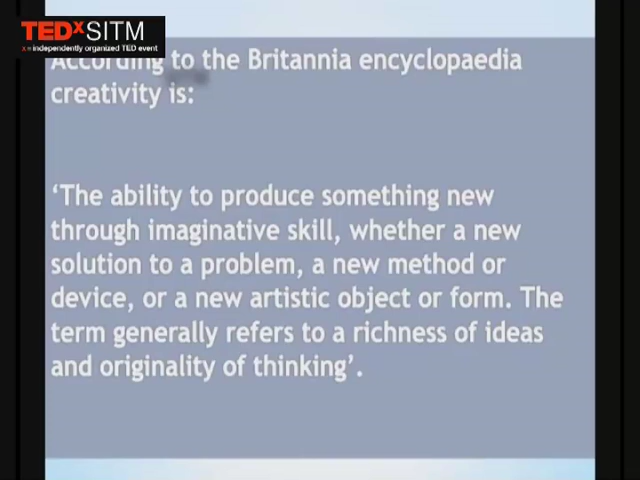 TEDxSITM
x = independently organized TED event
According to the Britannia encyclopaedia
creativity is:
‘The ability to produce something new
through imaginative skill, whether a new
solution to a problem, a new method or
device, or a new artistic object or form. The
term generally refers to a richness of ideas
and originality of thinking’.